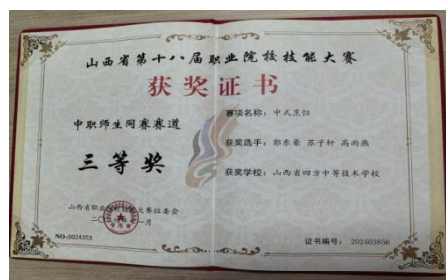 山西省第十八届职业院校技能大赛
获奖证书
中职师生同赛赛道
三等奖
赛项名称：中式烹饪
获奖选手：郭东豪 苏子轩 高雨燕
获奖学校：山西省四方中等技术学校
NO:0024353
证书编号：202403856